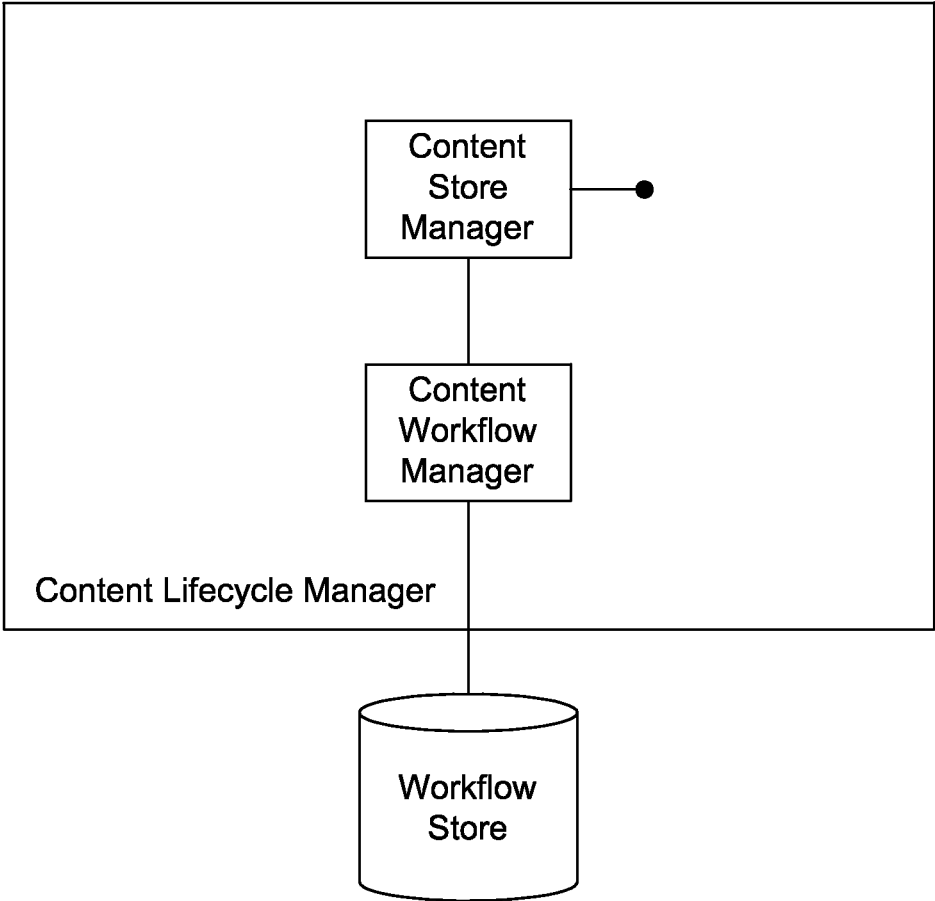 Content
Store
Manager
Content
Workflow
Manager
Content Lifecycle Manager
Workflow
Store